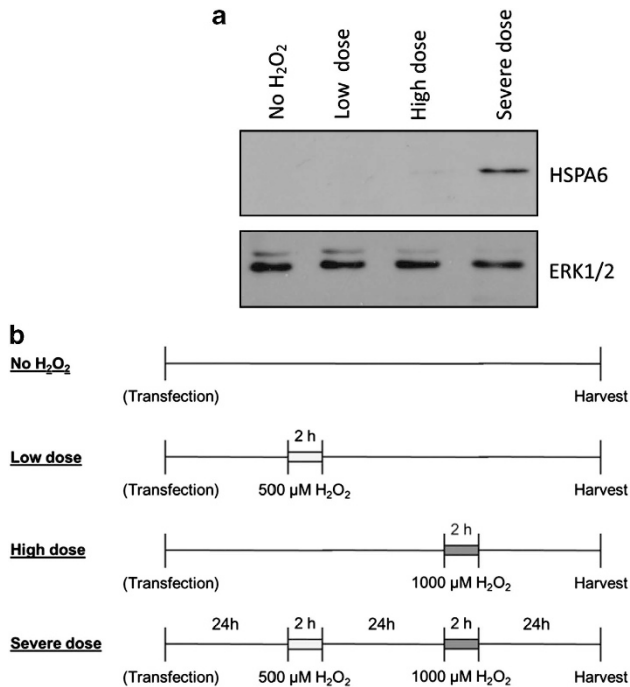 a
No H₂O₂
Low dose
High dose
Severe dose
HSPA6
ERK1/2
b
No H₂O₂
(Transfection) Harvest
2 h
Low dose
(Transfection) 500 µM H₂O₂ Harvest
2 h
High dose
(Transfection) 1000 µM H₂O₂ Harvest
24h 2 h 24h 2 h 24h
Severe dose
(Transfection) 500 µM H₂O₂ 1000 µM H₂O₂ Harvest